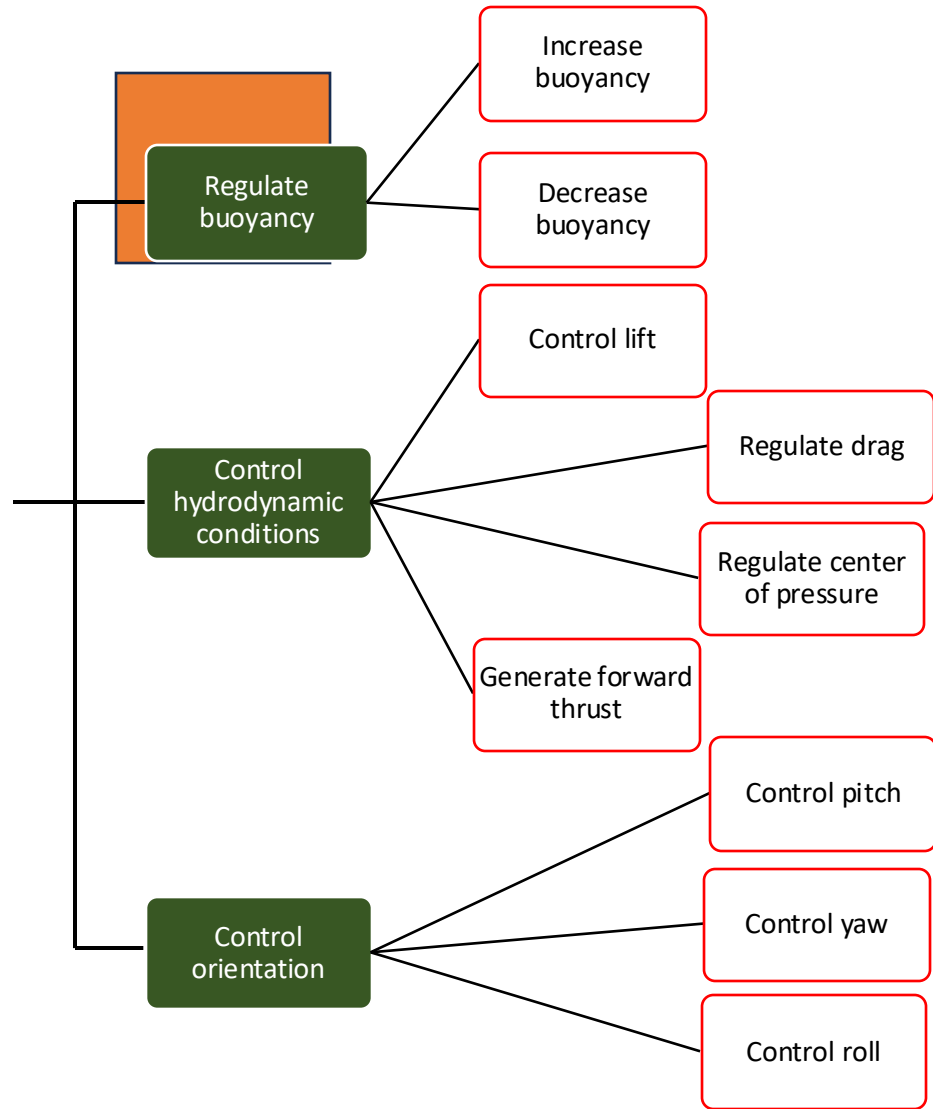 Increase
buoyancy
Regulate
buoyancy
Decrease
buoyancy
Control lift
Regulate drag
Control
hydrodynamic
conditions
Regulate center
of pressure
Generate forward
thrust
Control pitch
Control yaw
Control
orientation
Control roll